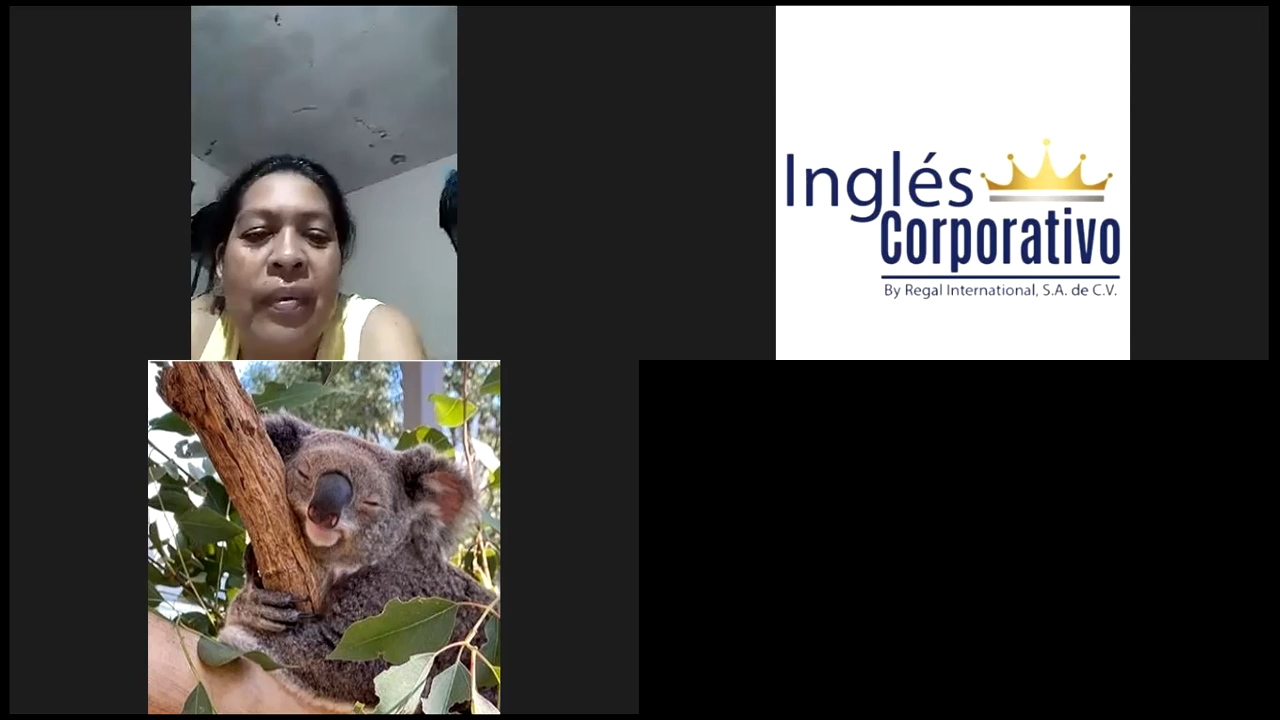 Inglés
Corporativo
By Regal International, S.A. de C.V.